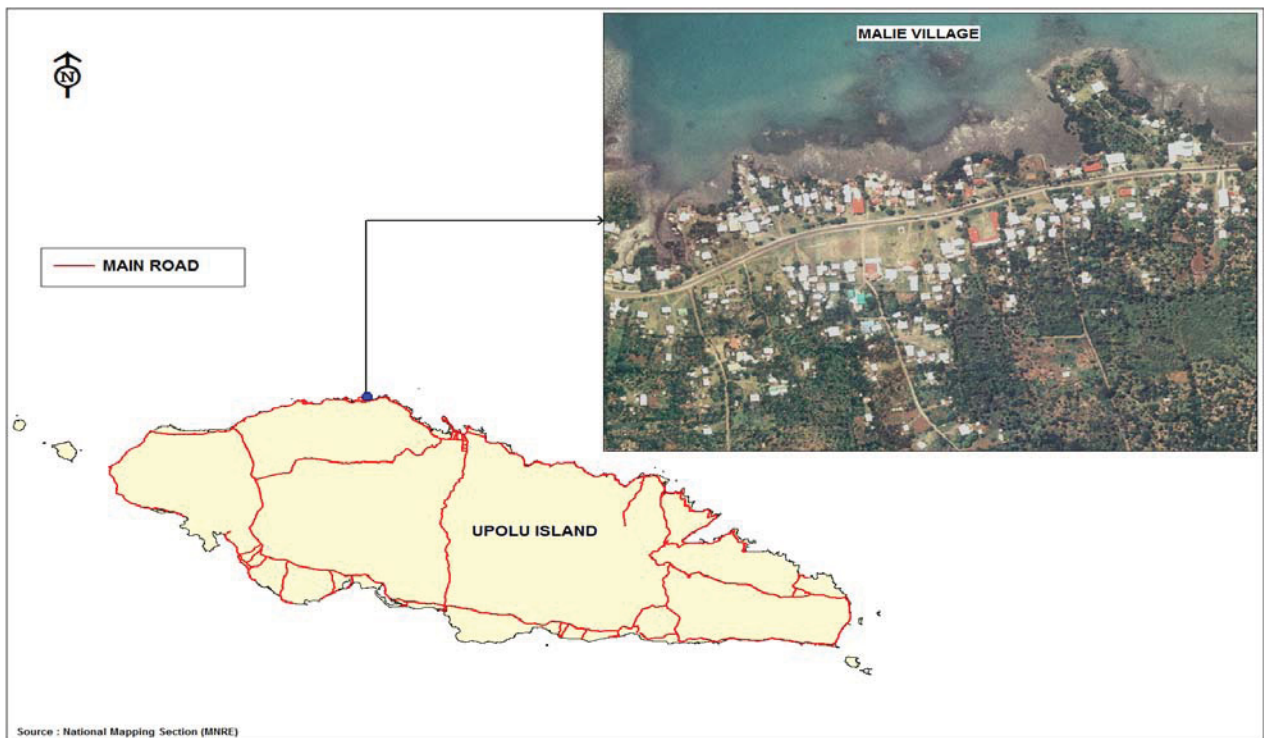 MALIE VILLAGE
N
MAIN ROAD
UPOLU ISLAND
Source : National Mapping Section (MNRE)